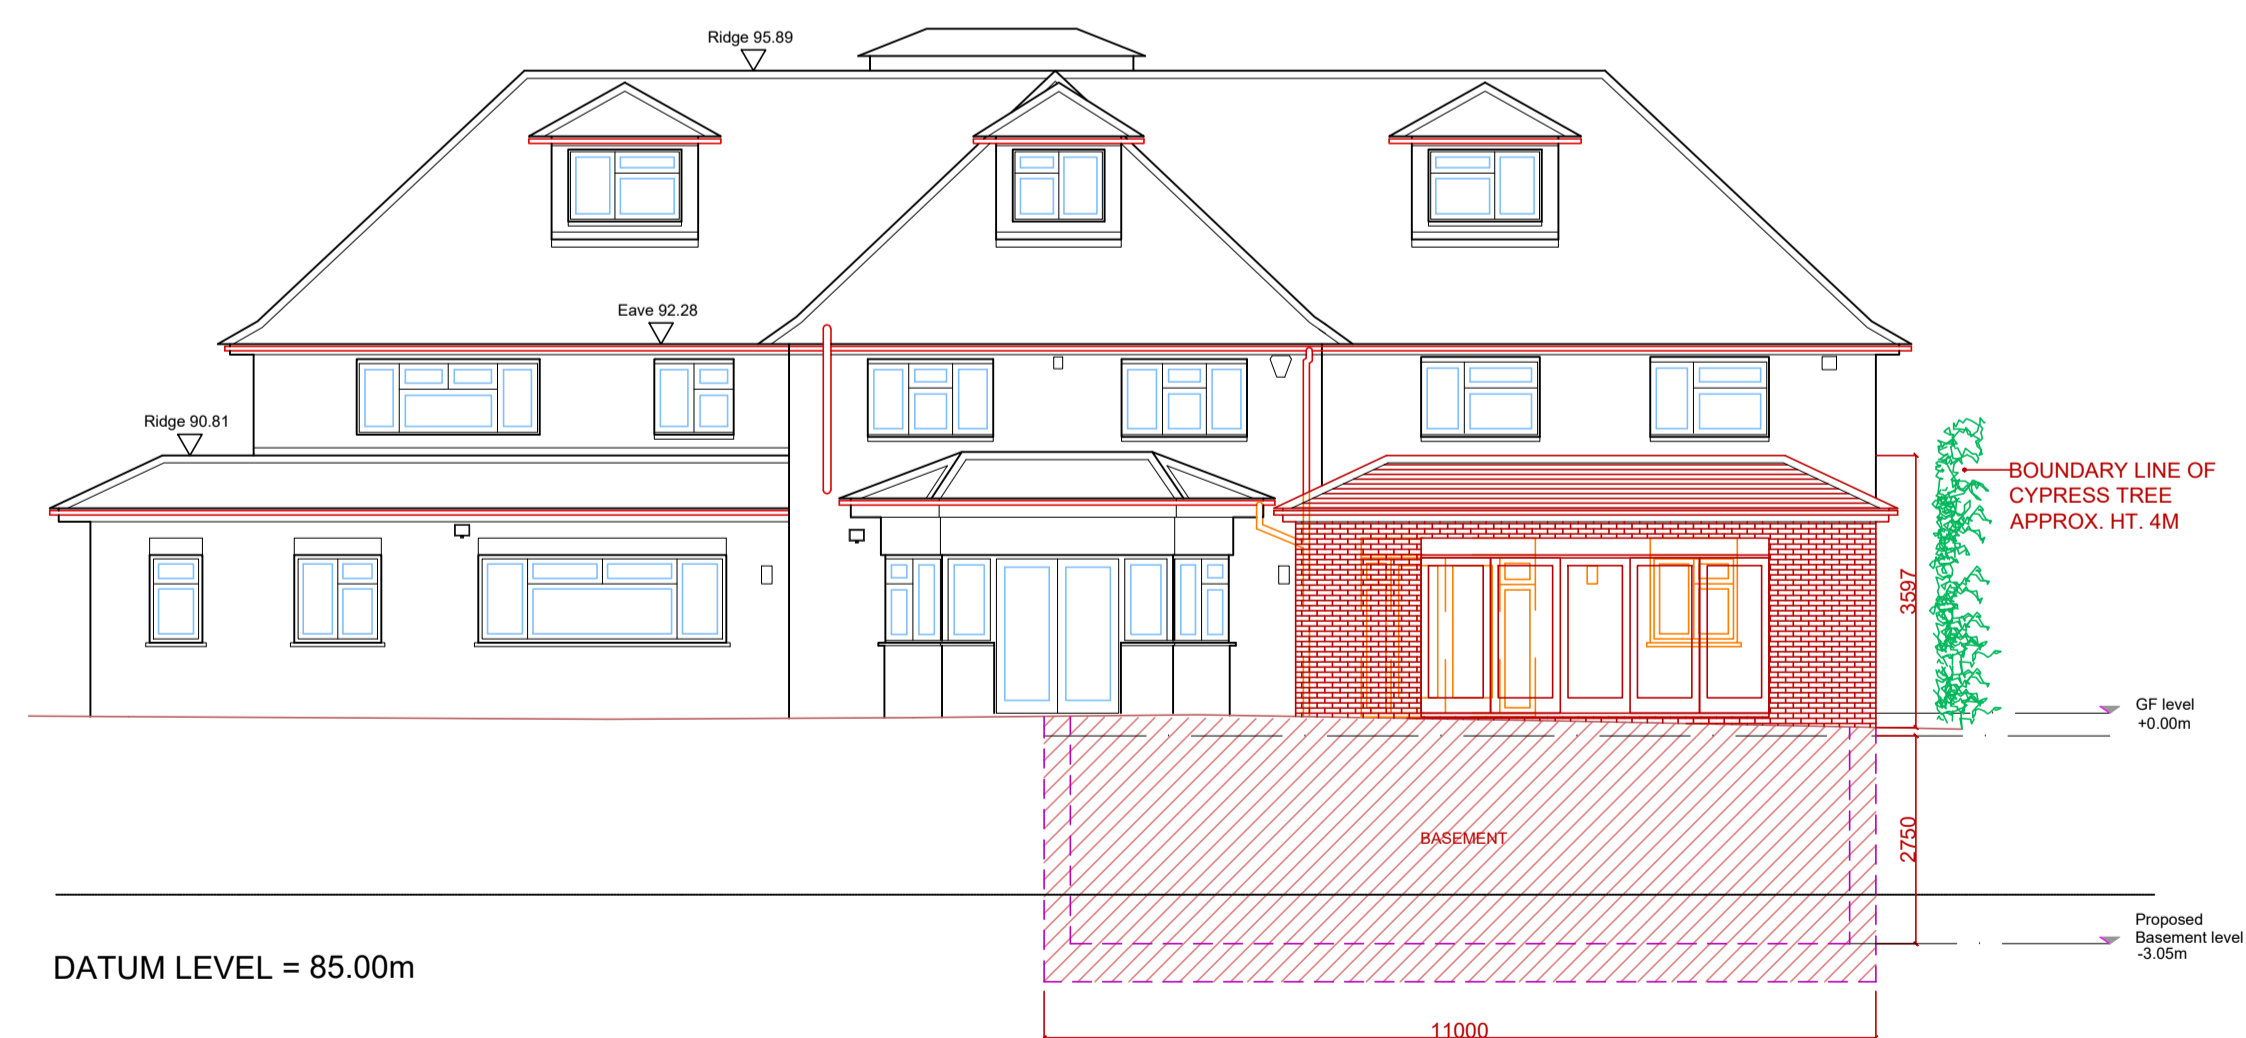 Ridge 95.89
Eave 92.28
Ridge 90.81
BOUNDARY LINE OF
CYPRESS TREE
APPROX. HT. 4M
3597
GF level
+0.00m
BASEMENT
2750
Proposed
Basement level
-3.05m
DATUM LEVEL = 85.00m
11000